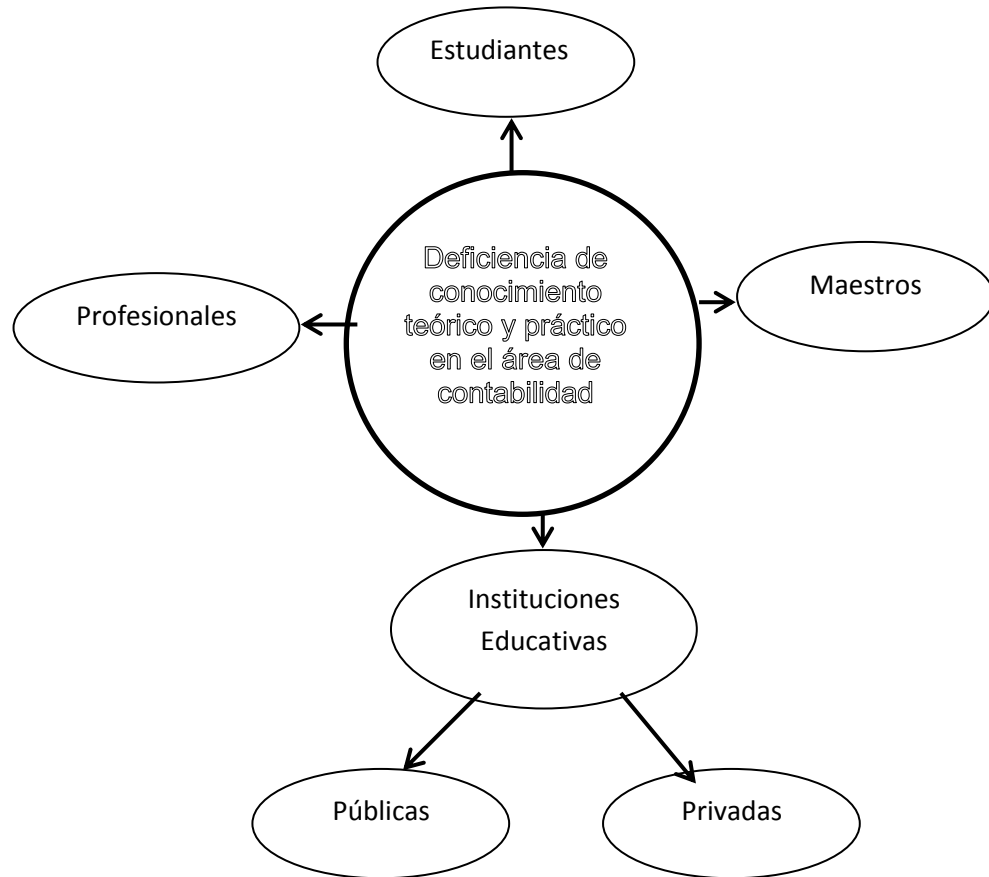 Estudiantes
Deficiencia de
conocimiento
teórico y práctico
en el área de
contabilidad
Maestros
Profesionales
Instituciones
Educativas
Públicas
Privadas